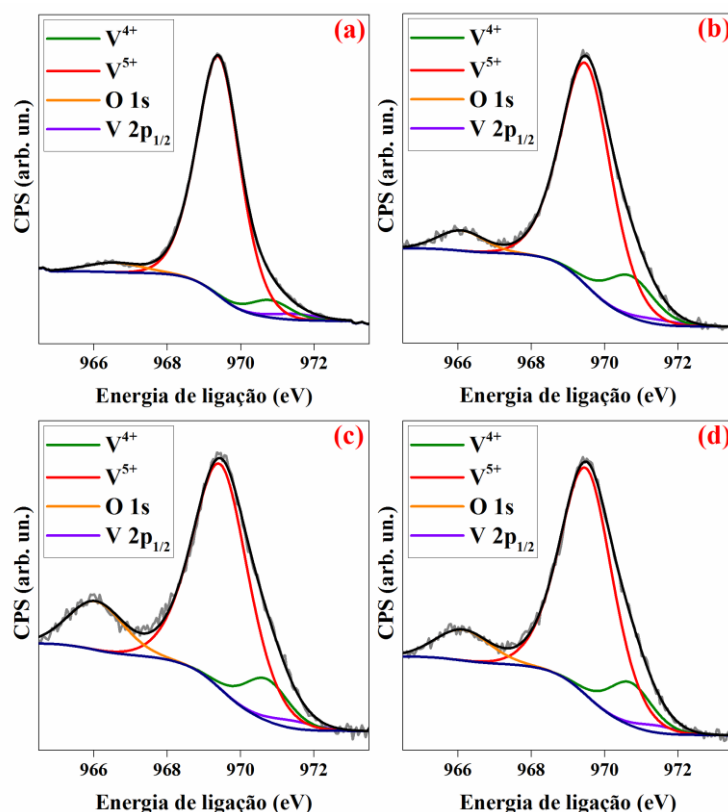 (a)
V⁴⁺
V⁵⁺
O 1s
V 2p₁/₂
CPS (arb. un.)
966 968 970 972
Energia de ligação (eV)
(b)
V⁴⁺
V⁵⁺
O 1s
V 2p₁/₂
CPS (arb. un.)
966 968 970 972
Energia de ligação (eV)
(c)
V⁴⁺
V⁵⁺
O 1s
V 2p₁/₂
CPS (arb. un.)
966 968 970 972
Energia de ligação (eV)
(d)
V⁴⁺
V⁵⁺
O 1s
V 2p₁/₂
CPS (arb. un.)
966 968 970 972
Energia de ligação (eV)